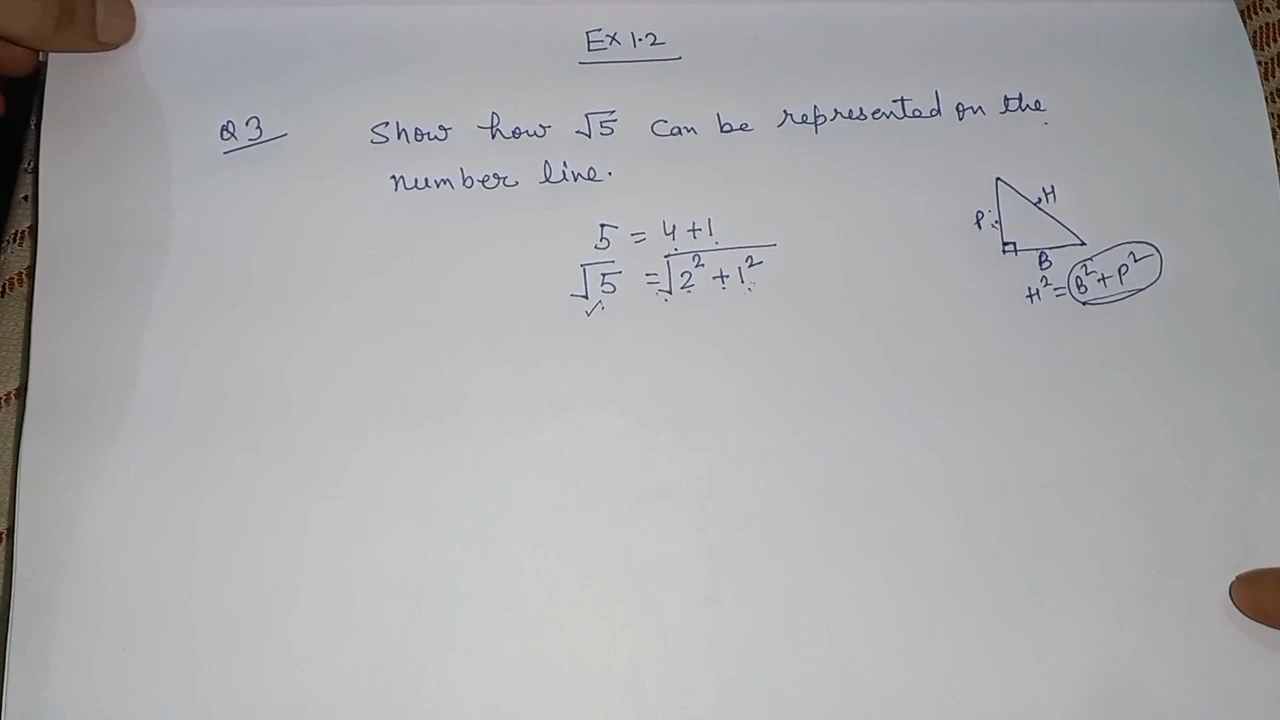 Ex 1.2
Q3 Show how √5 can be represented on the
number line.
5 = 4+1
√5 = √2²+1²
P H
B
H² = B²+P²